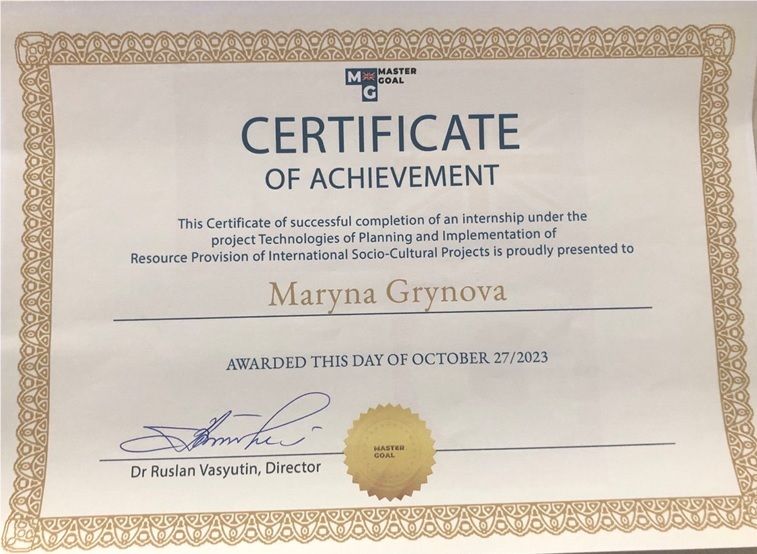 M G MASTER GOAL
CERTIFICATE
OF ACHIEVEMENT
This Certificate of successful completion of an internship under the
project Technologies of Planning and Implementation of
Resource Provision of International Socio-Cultural Projects is proudly presented to
Maryna Grynova
AWARDED THIS DAY OF OCTOBER 27/2023
MASTER
GOAL
Dr Ruslan Vasyutin, Director